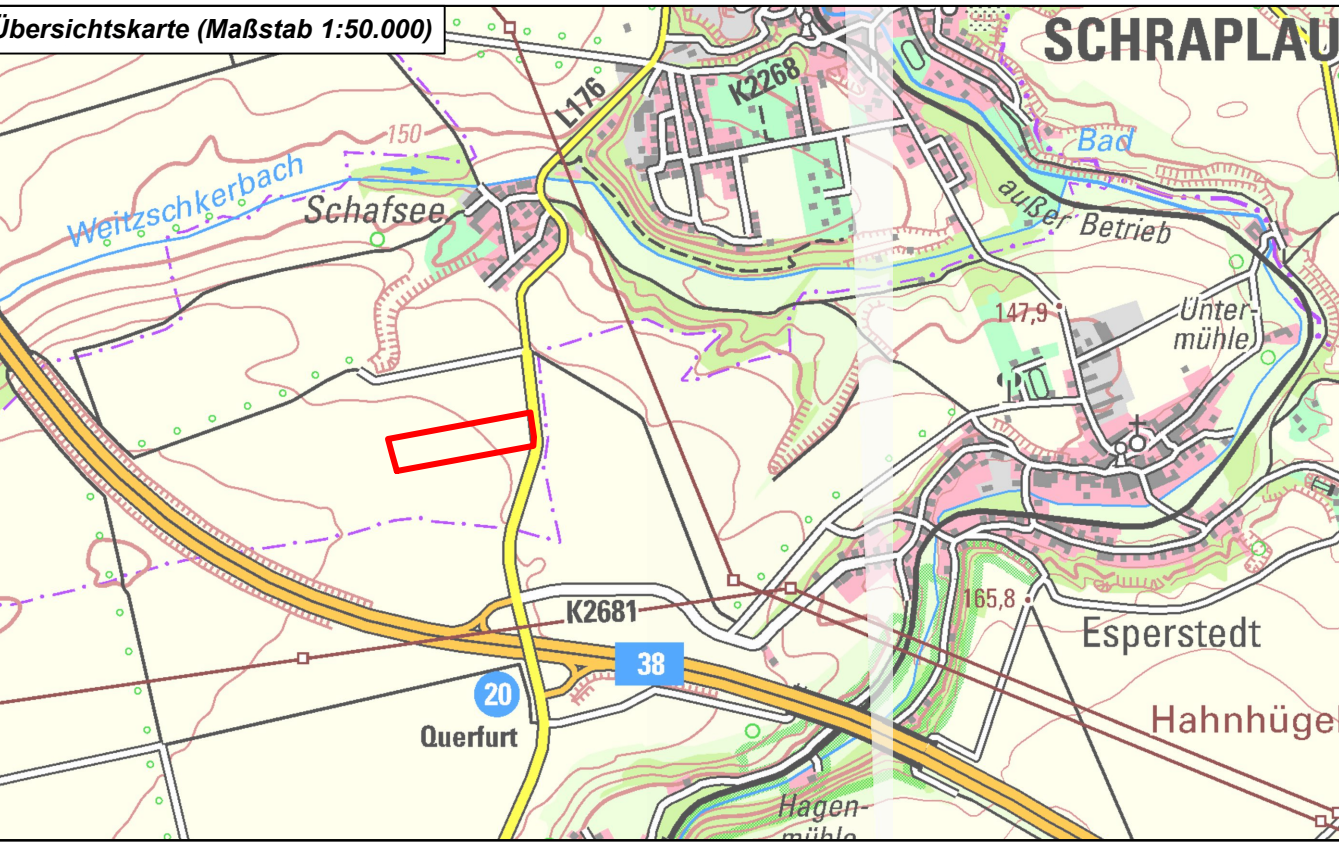 Übersichtskarte (Maßstab 1:50.000)
SCHRAPLAU
K2268
L176
150
Bad
Weitzschkerbach
Schafsee
außer Betrieb
147,9
Unter-
mühle
K2681
165,8
Esperstedt
38
20
Querfurt
Hahnhügel
Hagen-
mühle